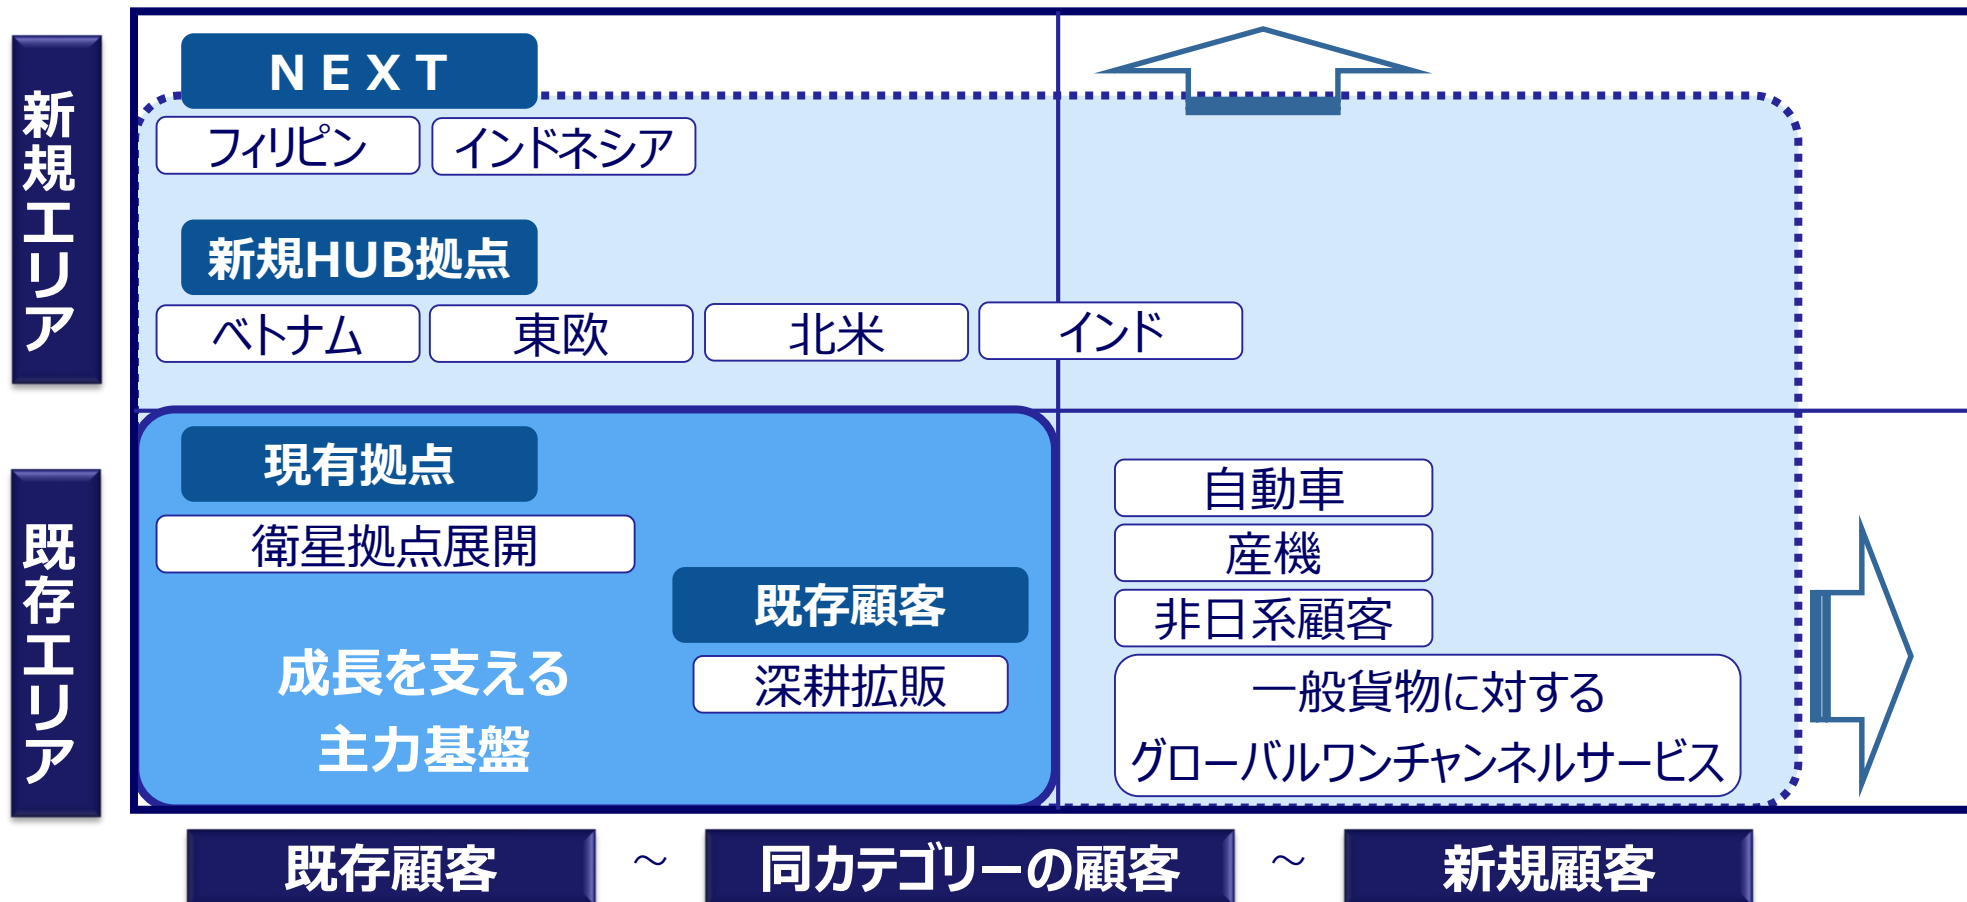 新規エリア
NEXT
フィリピン
インドネシア
新規HUB拠点
ベトナム
東欧
北米
インド
既存エリア
現有拠点
衛星拠点展開
既存顧客
深耕拡販
成長を支える
主力基盤
自動車
産機
非日系顧客
一般貨物に対する
グローバルワンチャンネルサービス
既存顧客 ～ 同カテゴリーの顧客 ～ 新規顧客